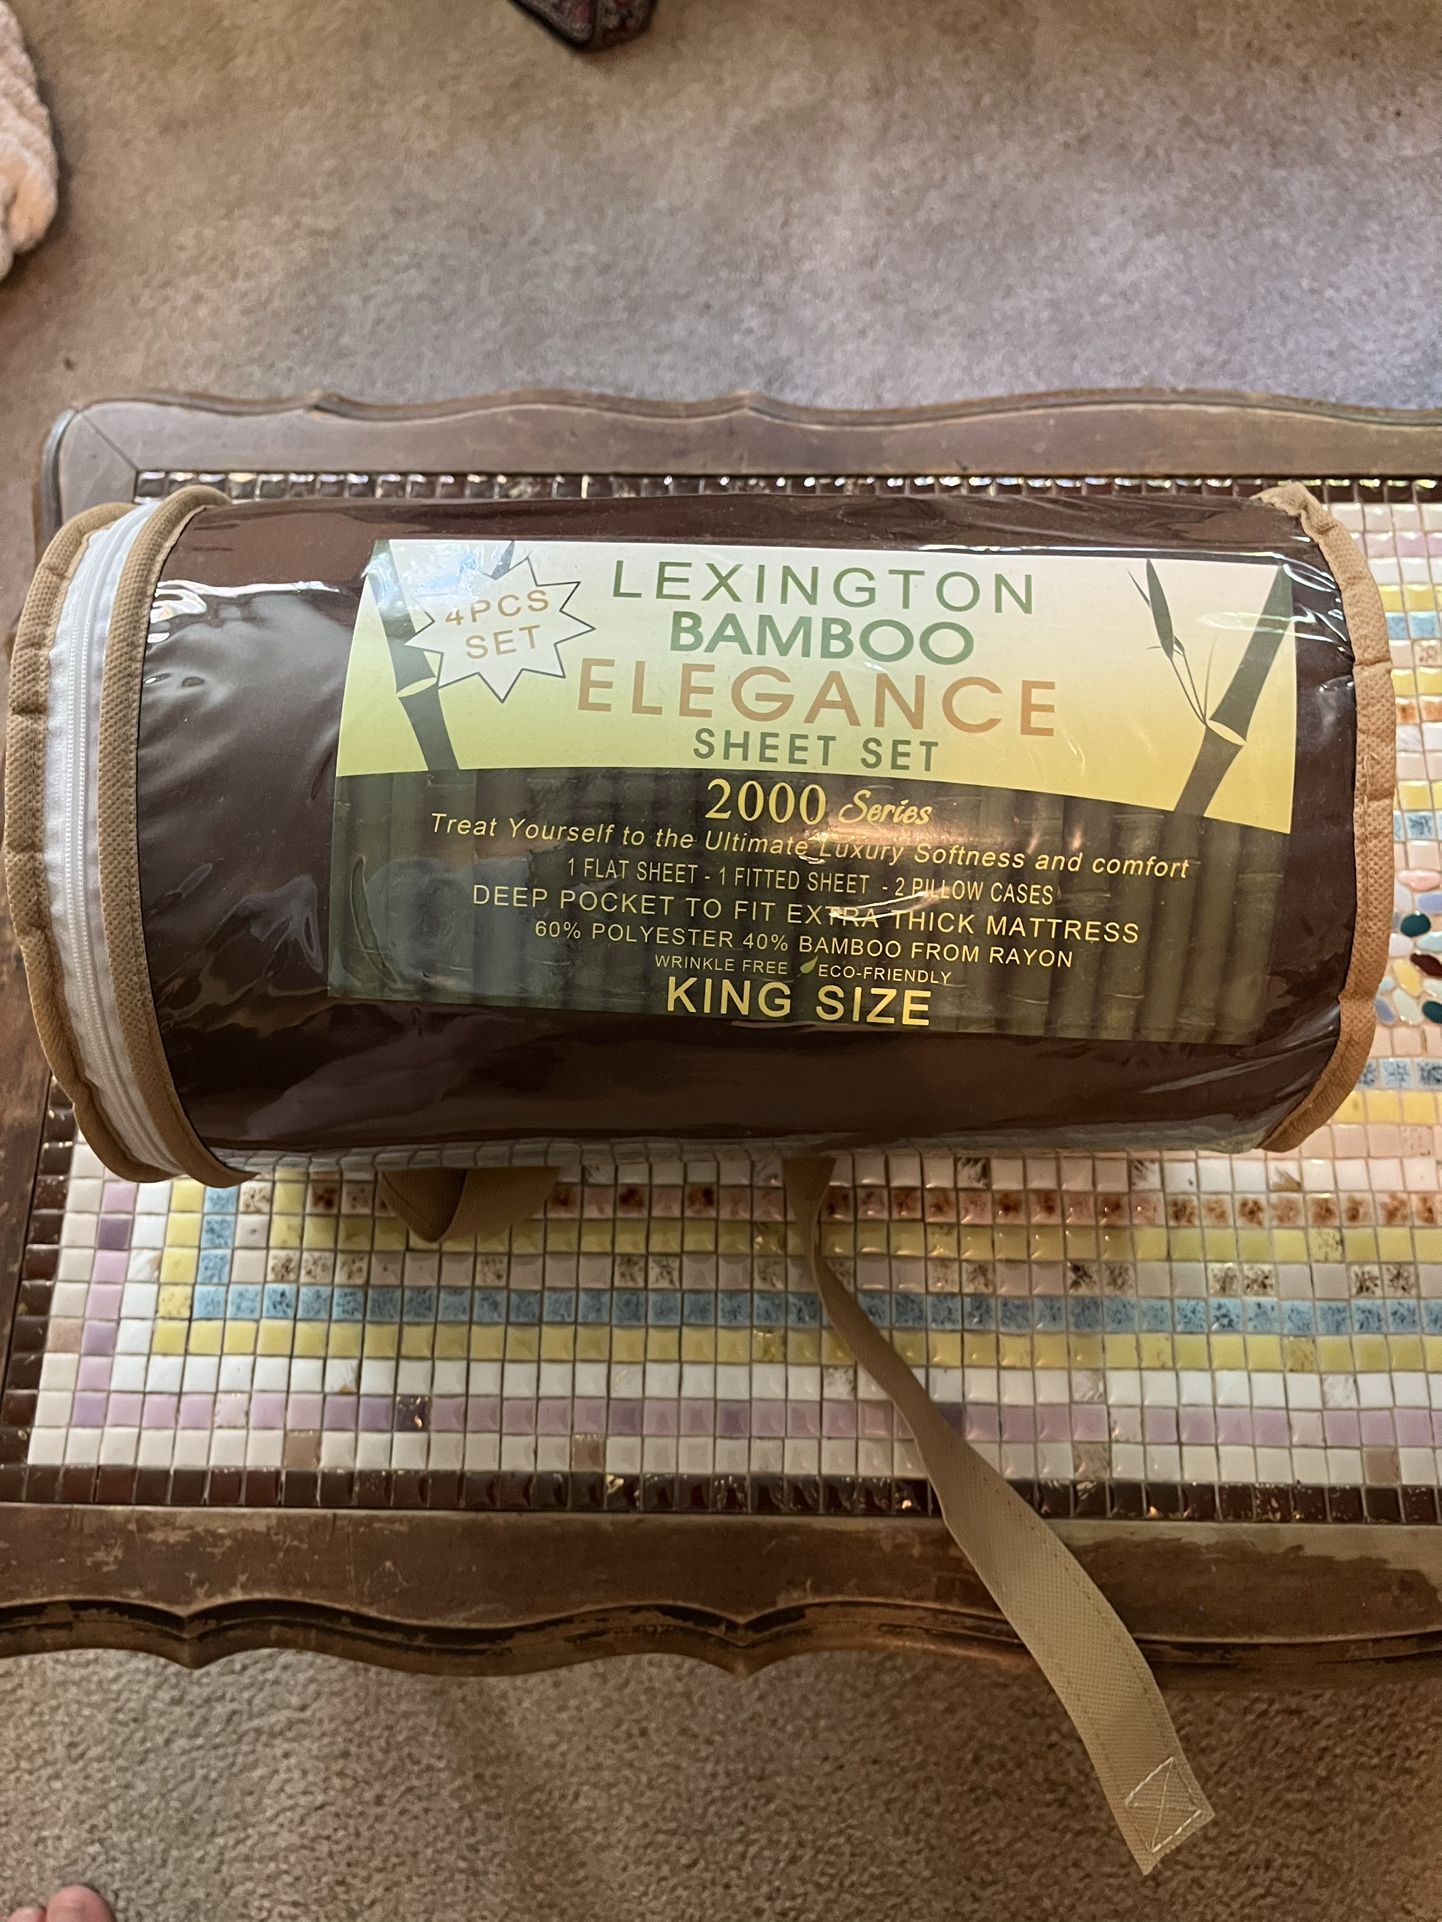 4PCS
SET
LEXINGTON
BAMBOO
ELEGANCE
SHEET SET
2000 Series
Treat Yourself to the Ultimate Luxury Softness and comfort
1 FLAT SHEET - 1 FITTED SHEET - 2 PILLOW CASES
DEEP POCKET TO FIT EXTRA THICK MATTRESS
60% POLYESTER 40% BAMBOO FROM RAYON
WRINKLE FREE ECO-FRIENDLY
KING SIZE